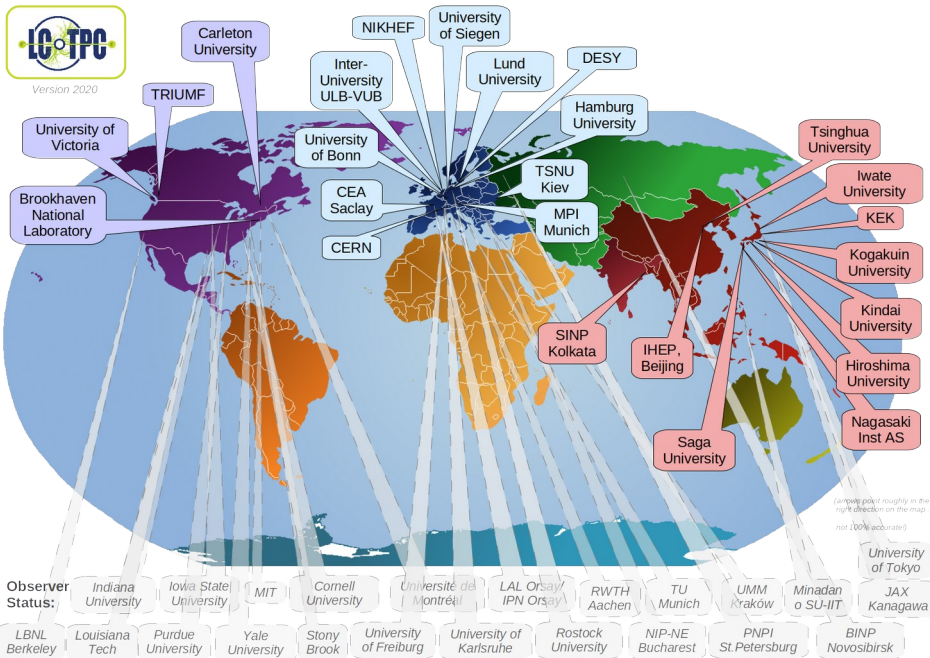 LC TPC
Version 2020
Carleton
University
TRIUMF
University of
Victoria
Brookhaven
National
Laboratory
NIKHEF
University
of Siegen
Inter-
University
ULB-VUB
Lund
University
DESY
Hamburg
University
University
of Bonn
TSNU
Kiev
CEA
Saclay
MPI
Munich
CERN
Tsinghua
University
Iwate
University
KEK
Kogakuin
University
Kindai
University
Hiroshima
University
Nagasaki
Inst AS
SINP
Kolkata
IHEP,
Beijing
Saga
University
(arrows point roughly in the
right direction on the map..
not 100% accurate!)
Observer
Status:
Indiana
University
Iowa State
University
MIT
Cornell
University
Université de
Montréal
LAL Orsay/
IPN Orsay
RWTH
Aachen
TU
Munich
UMM
Kraków
Minadan
o SU-IIT
University
of Tokyo
JAX
Kanagawa
LBNL
Berkeley
Louisiana
Tech
Purdue
University
Yale
University
Stony
Brook
University
of Freiburg
University of
Karlsruhe
Rostock
University
NIP-NE
Bucharest
PNPI
St.Petersburg
BINP
Novosibirsk